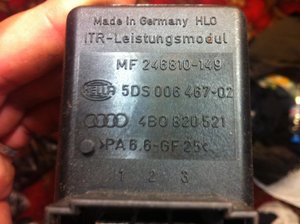 Made in Germany HLO
ITR-Leistungsmodul
MF 246810-149
HELLA 5DS 006 467-02
4B0 820 521
>PA 6.6-GF 25<
1 2 3